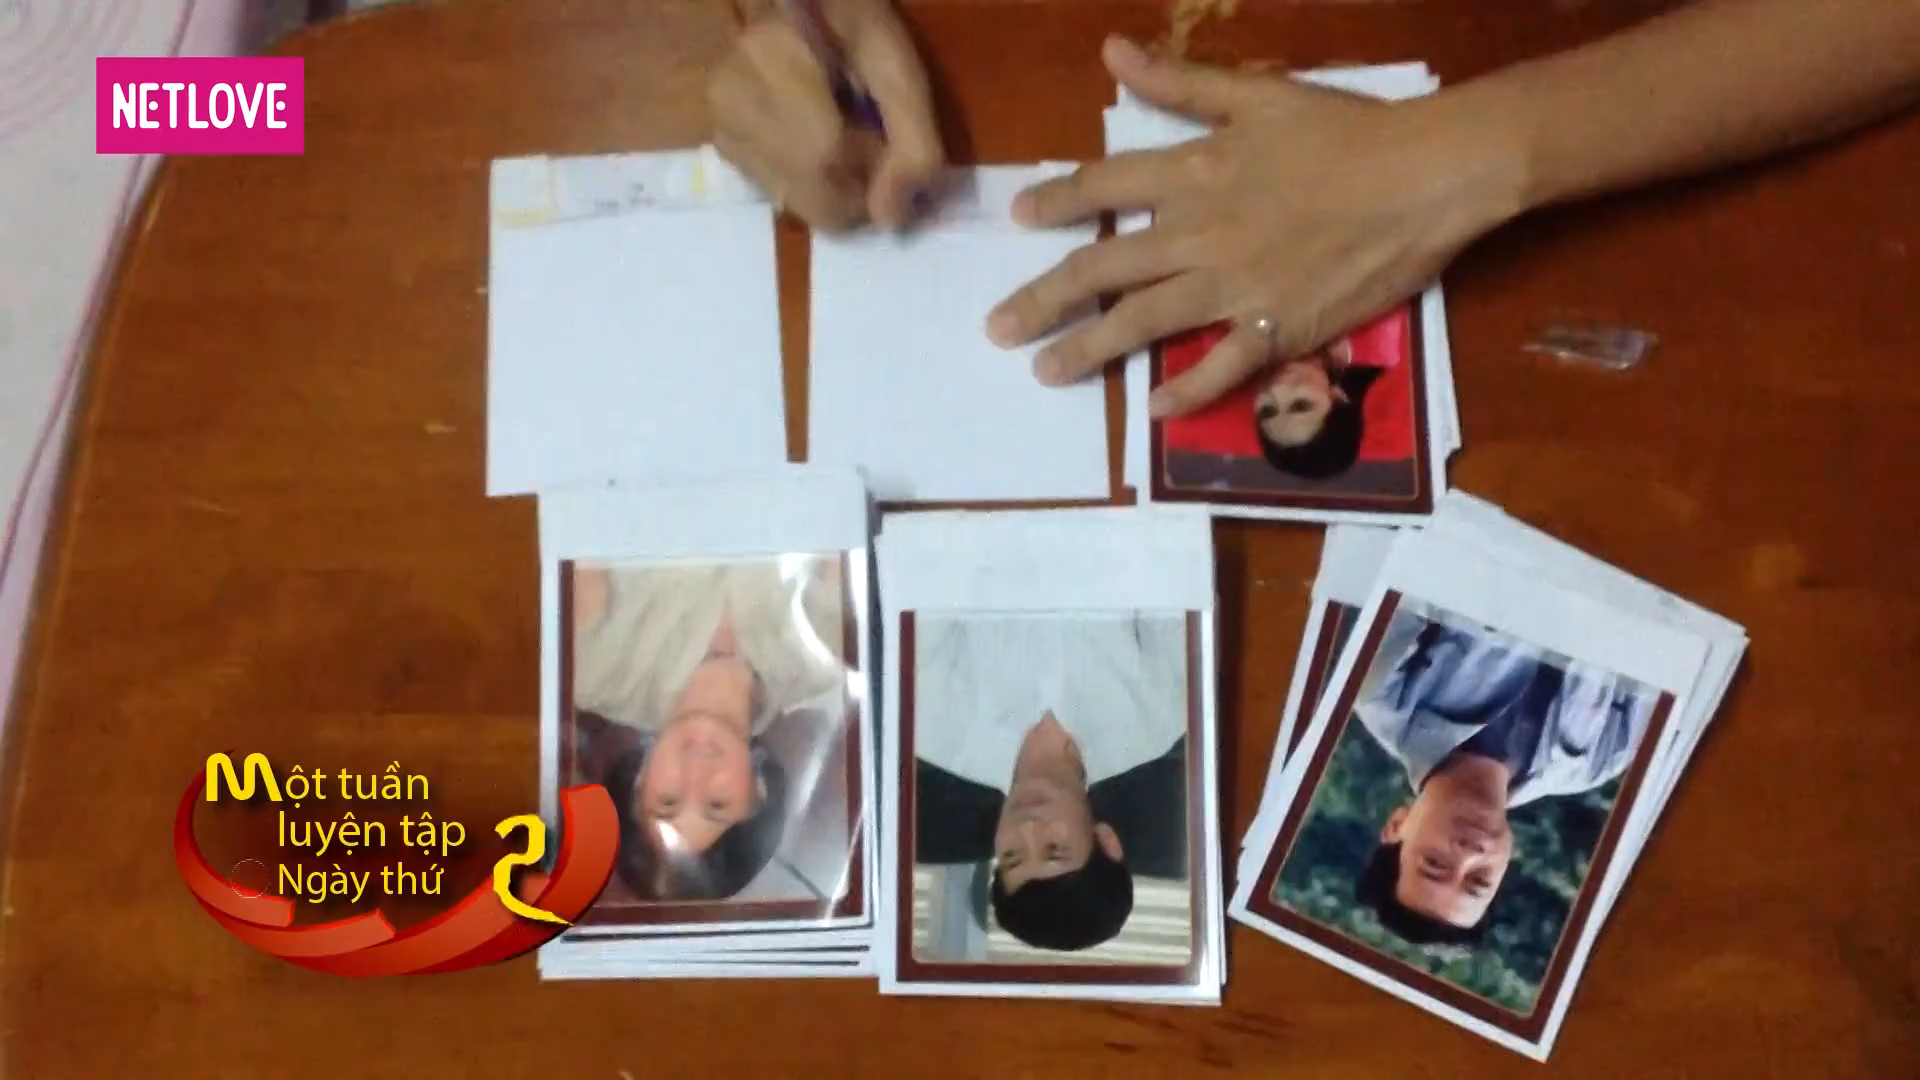 NETLOVE
Một tuần
luyện tập
Ngày thứ 2